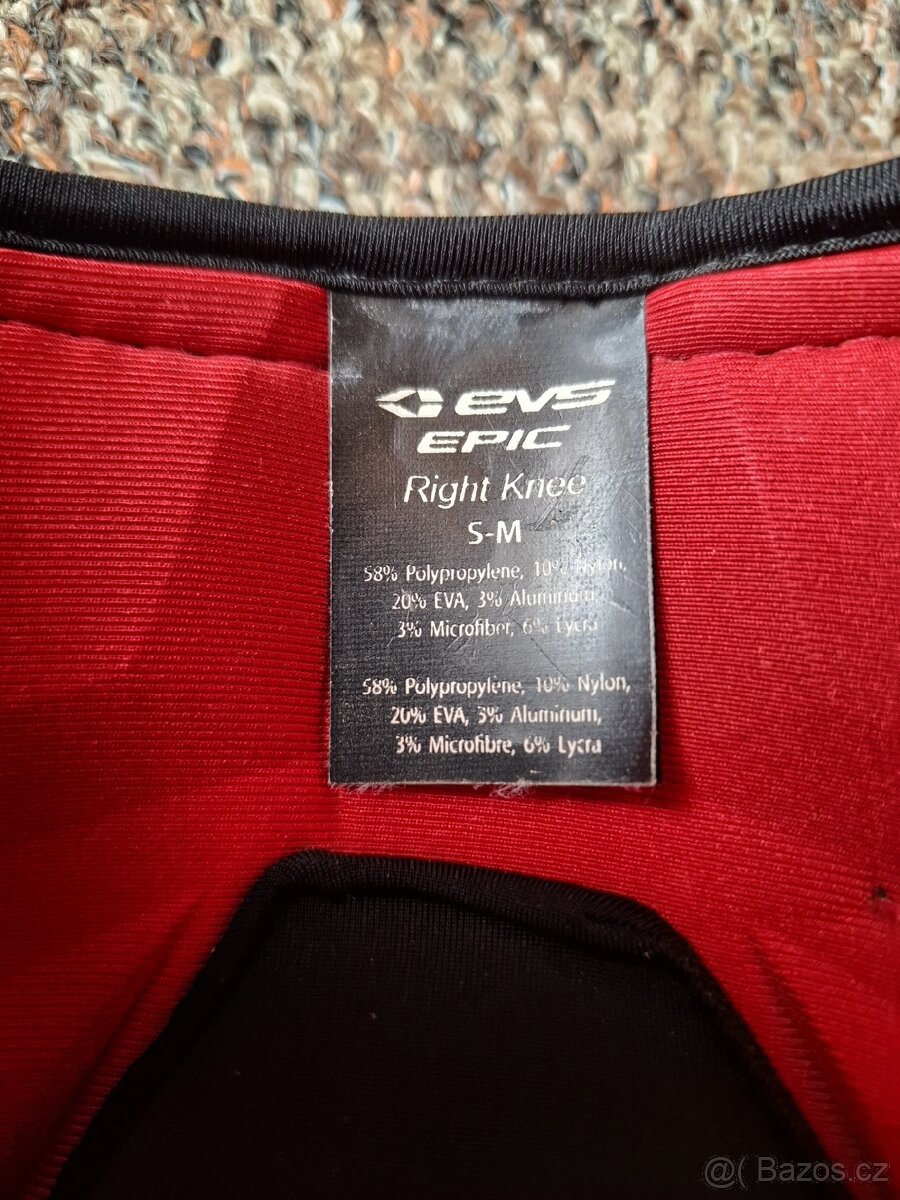 evs
EPIC
Right Knee
S-M
58% Polypropylene, 10% Nylon,
20% EVA, 3% Aluminum,
3% Microfiber, 6% Lycra
58% Polypropylene, 10% Nylon,
20% EVA, 3% Aluminium,
3% Microfibre, 6% Lycra
@( Bazos.cz